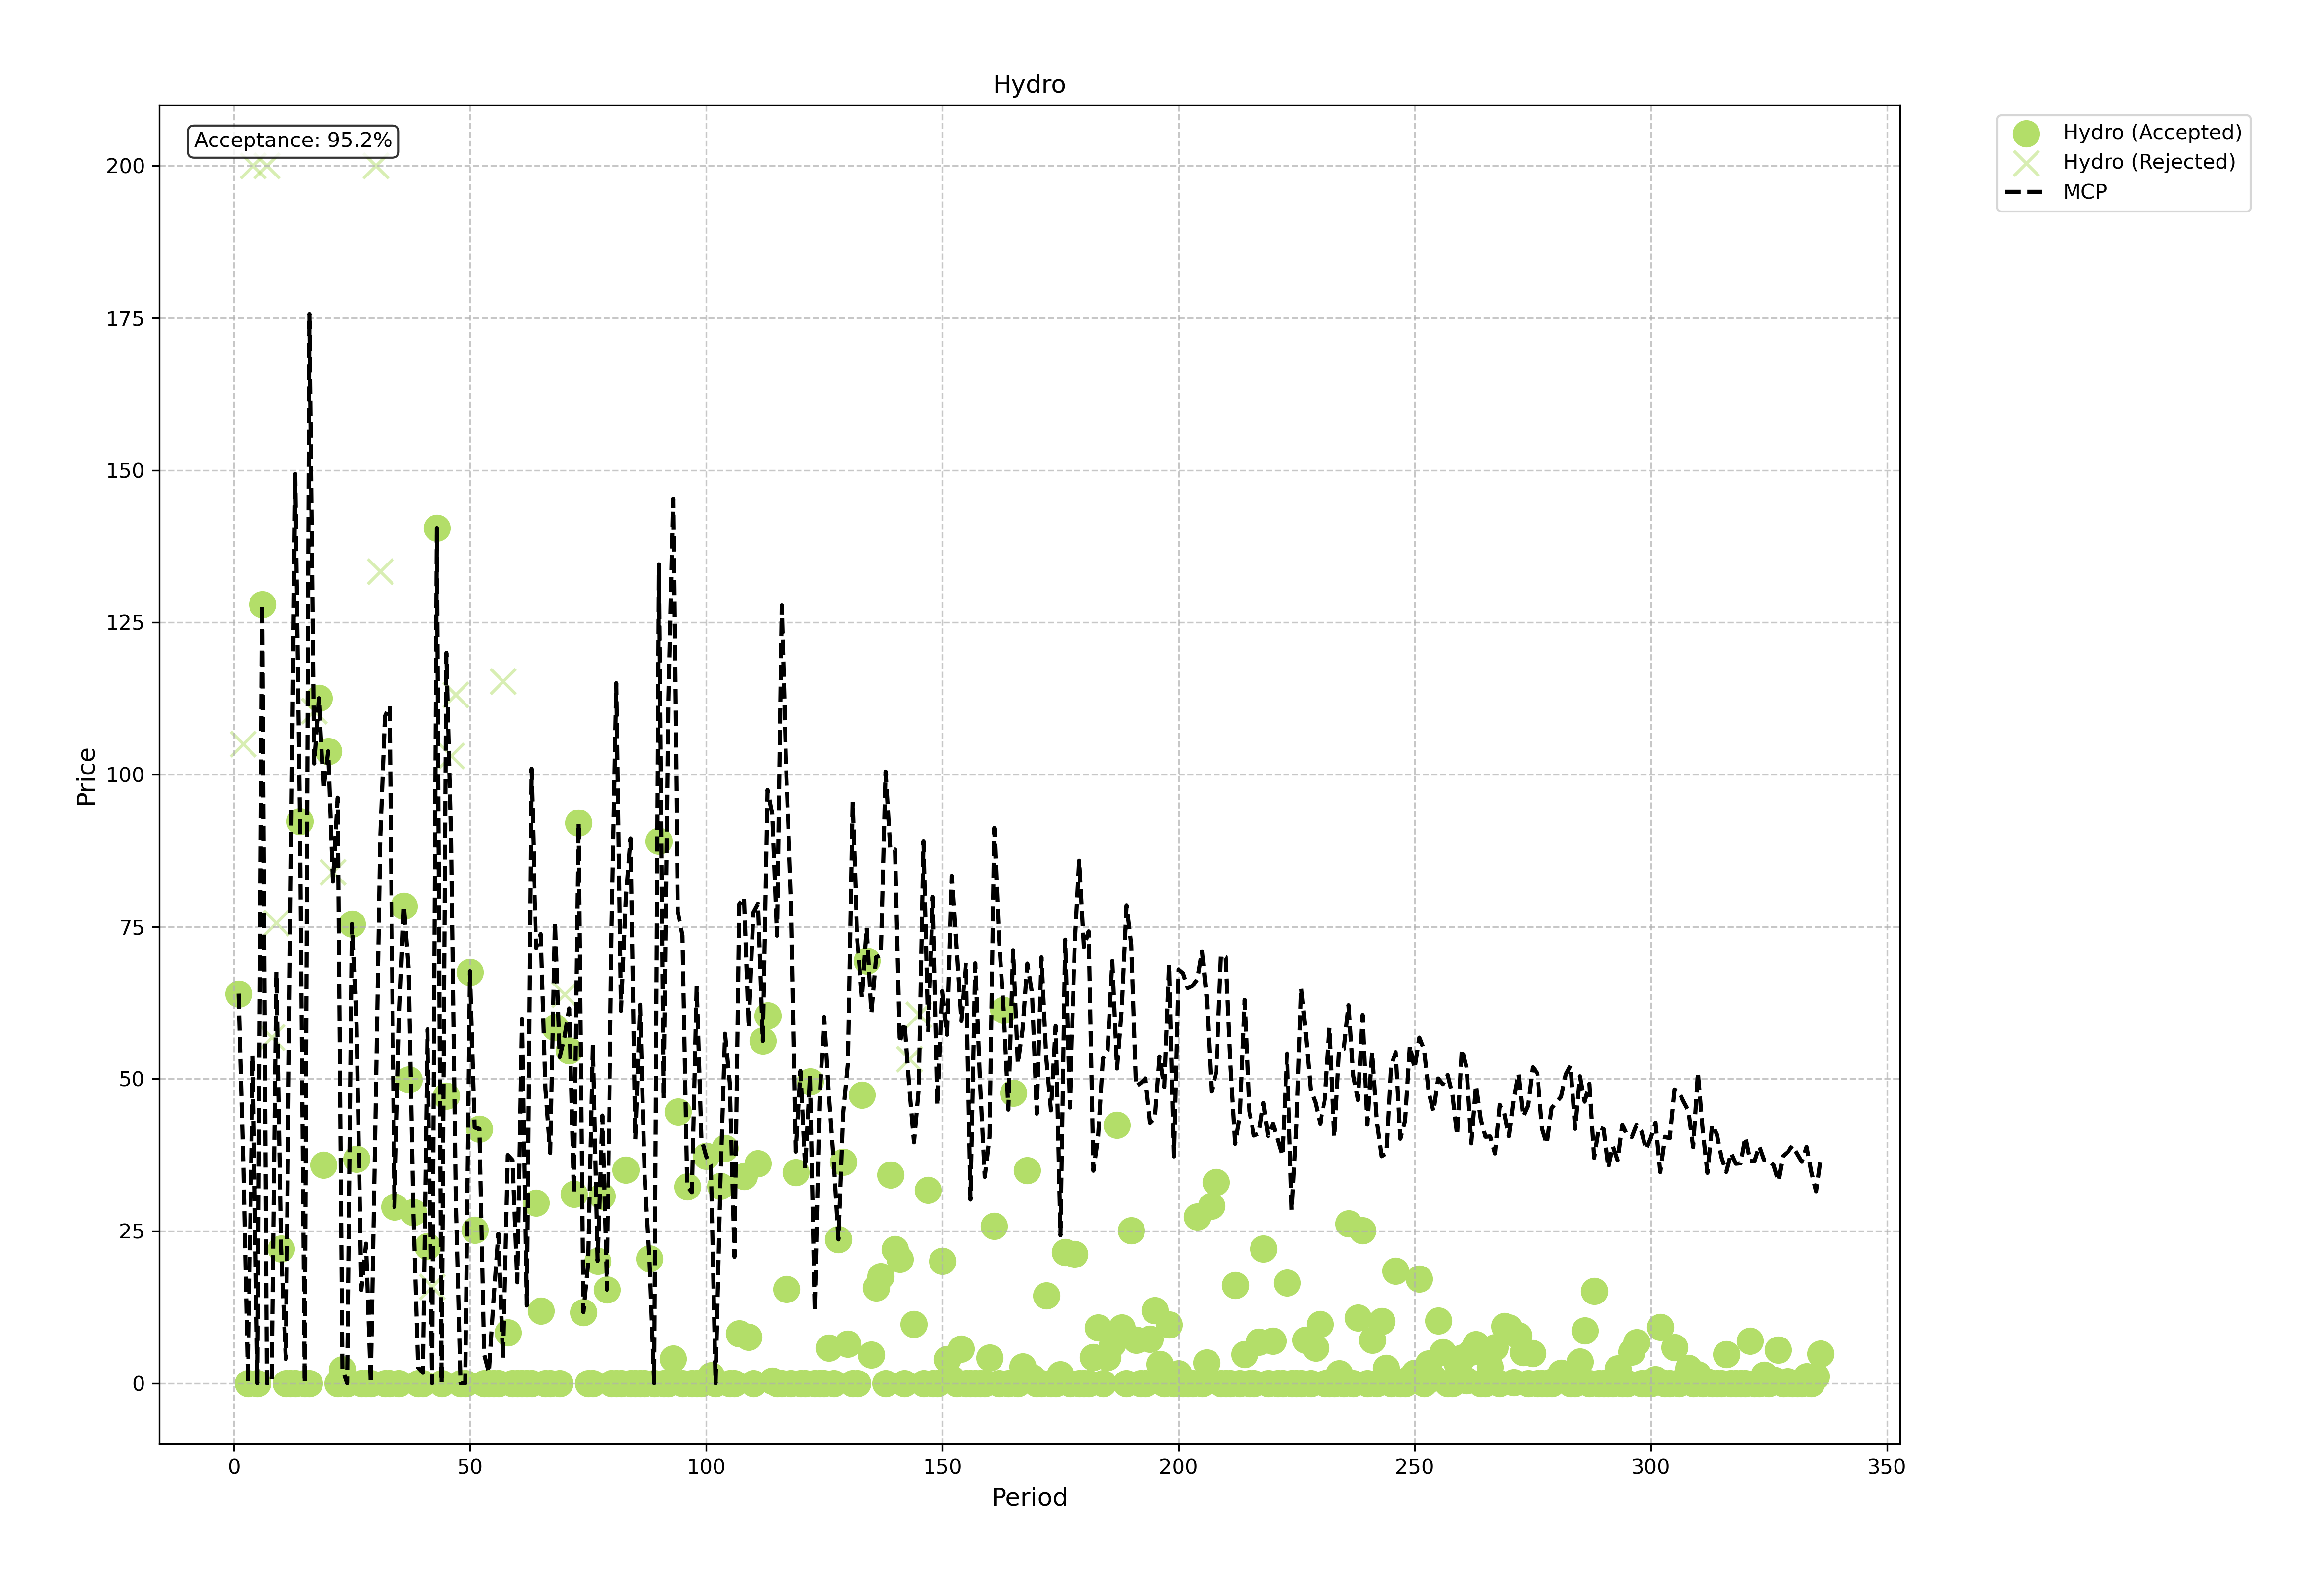 Hydro
Acceptance: 95.2%
Hydro (Accepted)
Hydro (Rejected)
MCP
200
175
150
125
100
75
50
25
0
Price
0 50 100 150 200 250 300 350
Period